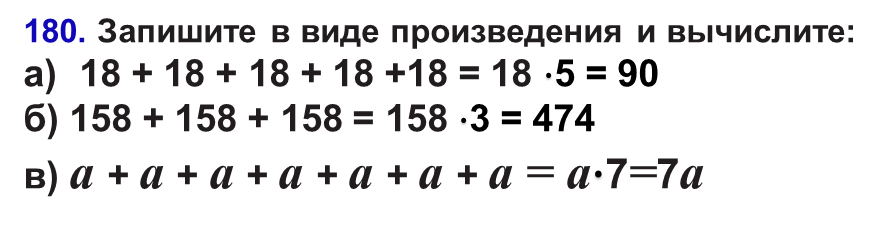 180. Запишите в виде произведения и вычислите:
а) 18 + 18 + 18 + 18 +18 = 18 ·5 = 90
б) 158 + 158 + 158 = 158 ·3 = 474
в) a + a + a + a + a + a + a = a·7=7a